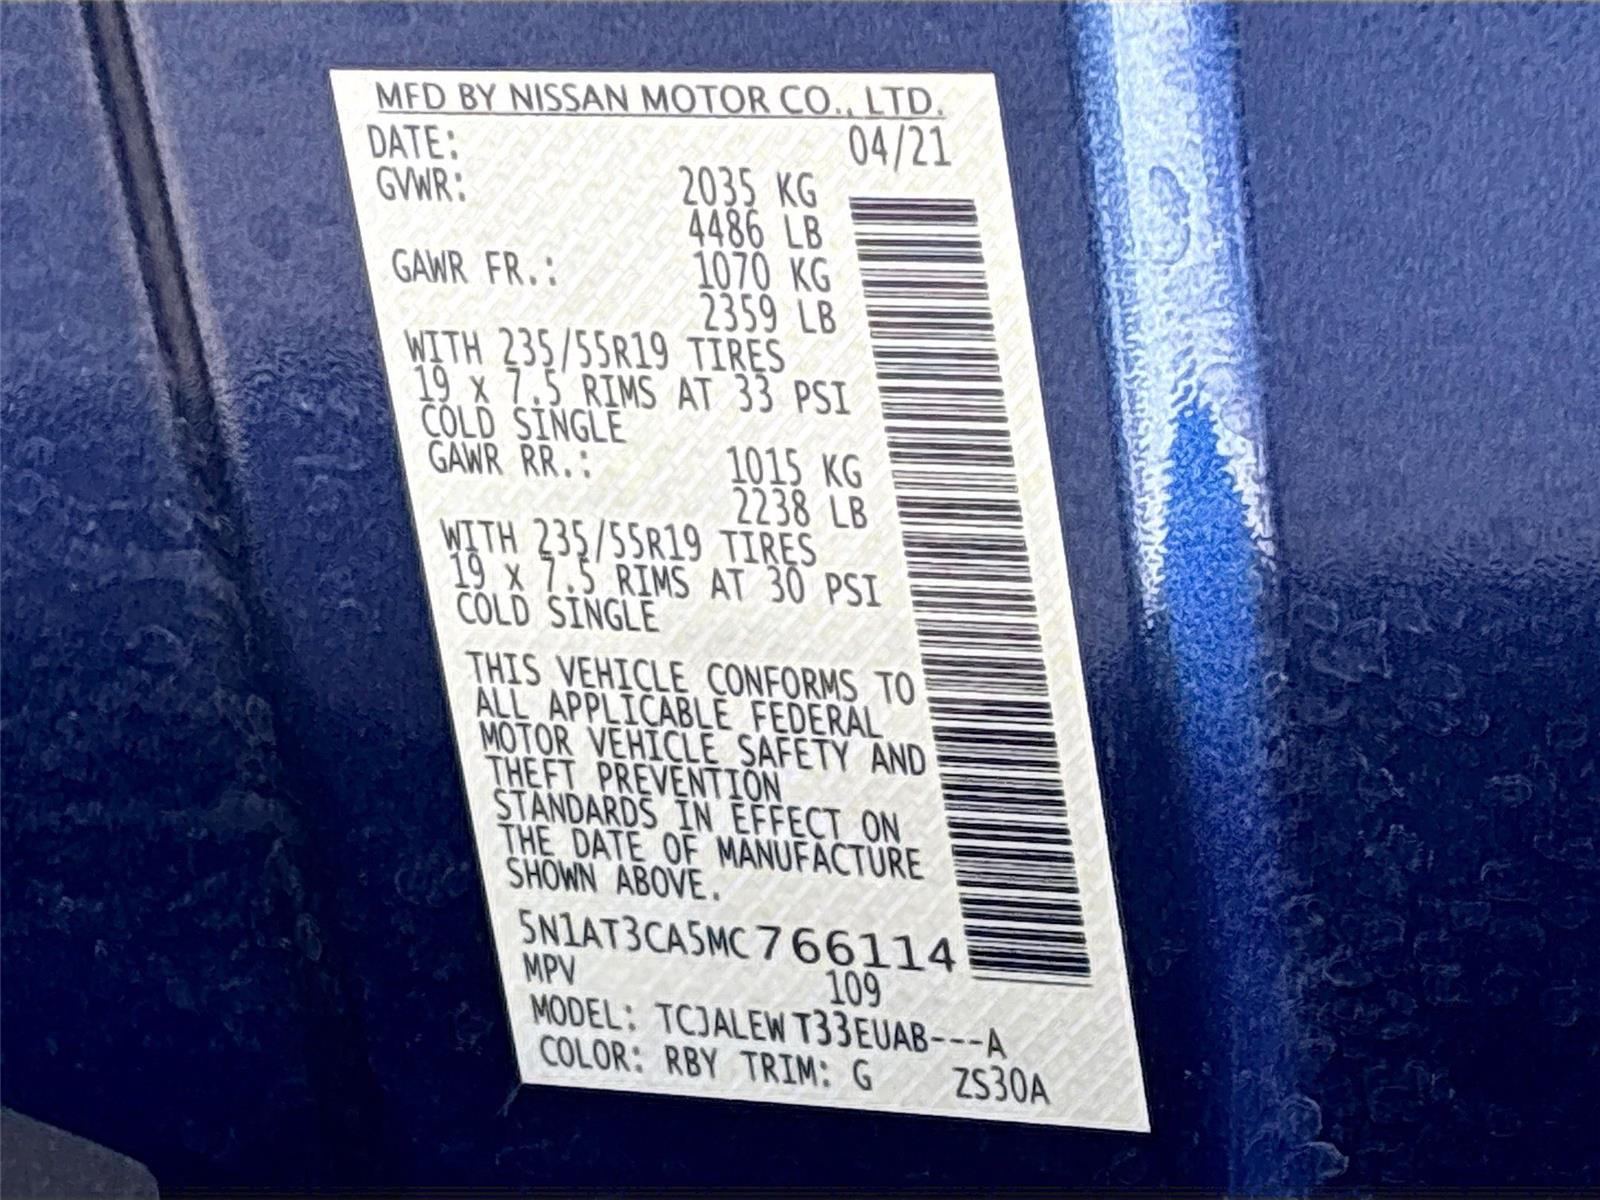 MFD BY NISSAN MOTOR CO., LTD.
DATE: 04/21
GVWR: 2035 KG
4486 LB
GAWR FR.: 1070 KG
2359 LB
WITH 235/55R19 TIRES
19 x 7.5 RIMS AT 33 PSI
COLD SINGLE
GAWR RR.: 1015 KG
2238 LB
WITH 235/55R19 TIRES
19 x 7.5 RIMS AT 30 PSI
COLD SINGLE
THIS VEHICLE CONFORMS TO
ALL APPLICABLE FEDERAL
MOTOR VEHICLE SAFETY AND
THEFT PREVENTION
STANDARDS IN EFFECT ON
THE DATE OF MANUFACTURE
SHOWN ABOVE.
5N1AT3CA5MC766114
MPV 109
MODEL: TCJALEW T33EUAB---A
COLOR: RBY TRIM: G ZS30A